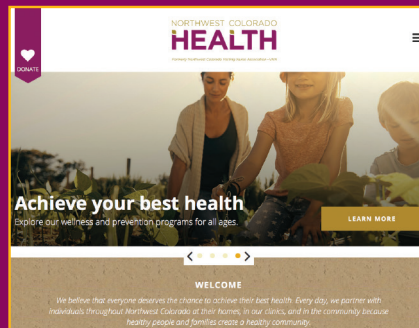 NORTHWEST COLORADO
HEALTH
DONATE
Achieve your best health
Explore our wellness and prevention programs for all ages.
LEARN MORE
WELCOME
We believe that everyone deserves the chance to achieve their best health. Every day, we partner with
individuals throughout Northwest Colorado at their homes, in our clinics, and in the community because
healthy people and families create a healthy community.